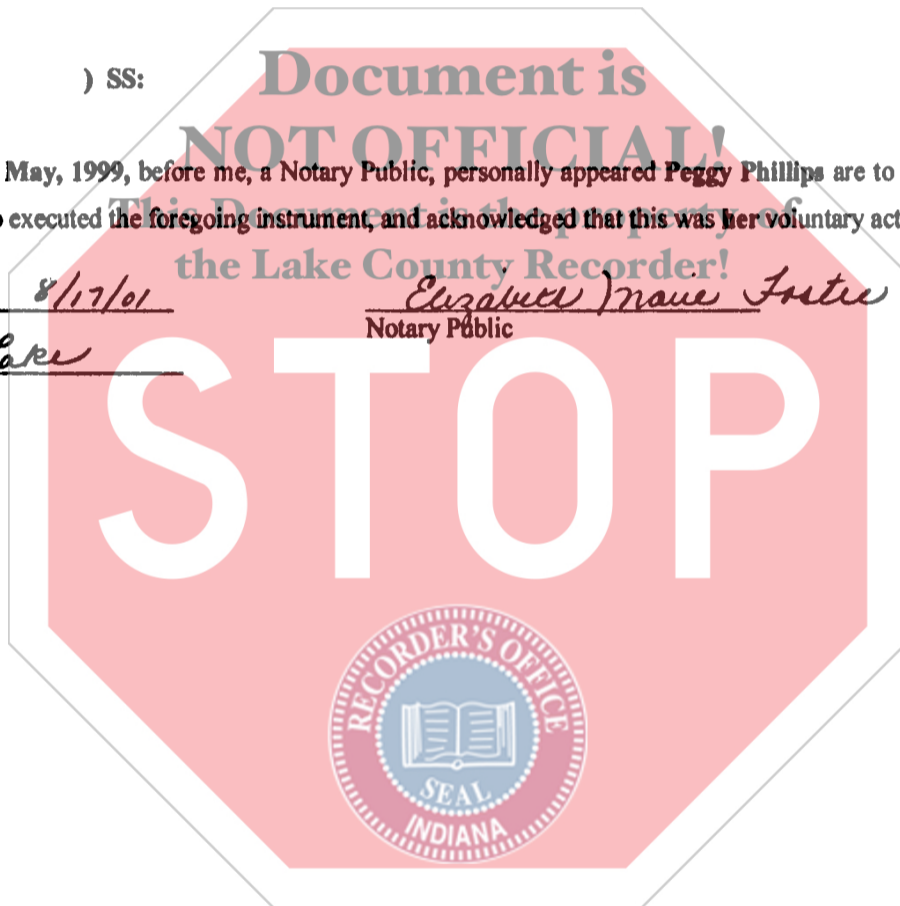 Document is
) SS:
NOT OFFICIAL!
May, 1999, before me, a Notary Public, personally appeared Peggy Phillips are to
executed the foregoing instrument, and acknowledged that this was her voluntary act
This Document is the property of
the Lake County Recorder!
8/17/01
Elizabeth Marie Foster
Notary Public
Lake
STOP
RECORDER'S OFFICE
SEAL
INDIANA